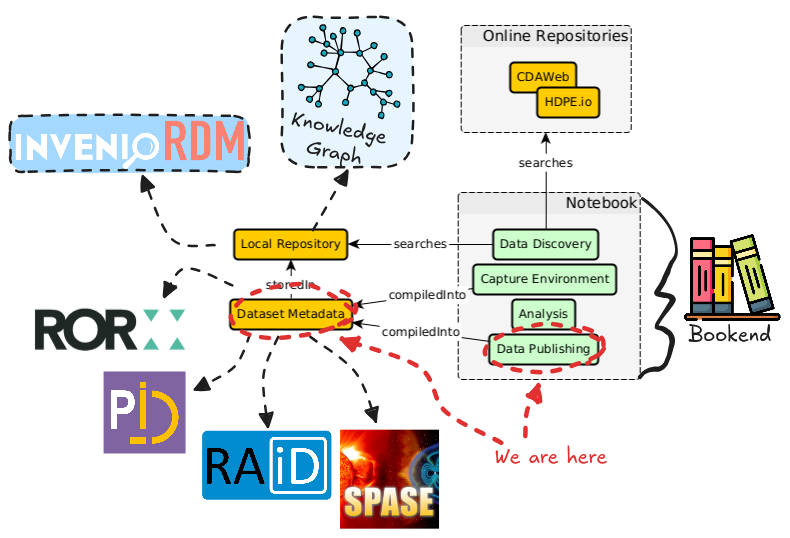 Online Repositories
CDAWeb
HDPE.io
Knowledge
Graph
INVENIO RDM
searches
Notebook
Local Repository
searches
Data Discovery
Capture Environment
storedIn
compiledInto
Dataset Metadata
Analysis
compiledInto
Data Publishing
Bookend
ROR
PiD
RAiD
SPASE
We are here